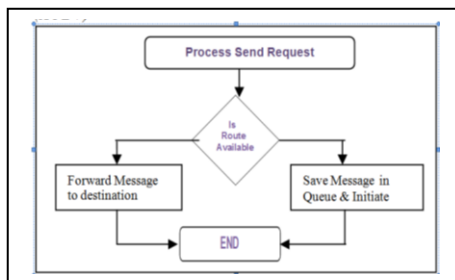 Process Send Request
Is
Route
Available
Forward Message
to destination
Save Message in
Queue & Initiate
END